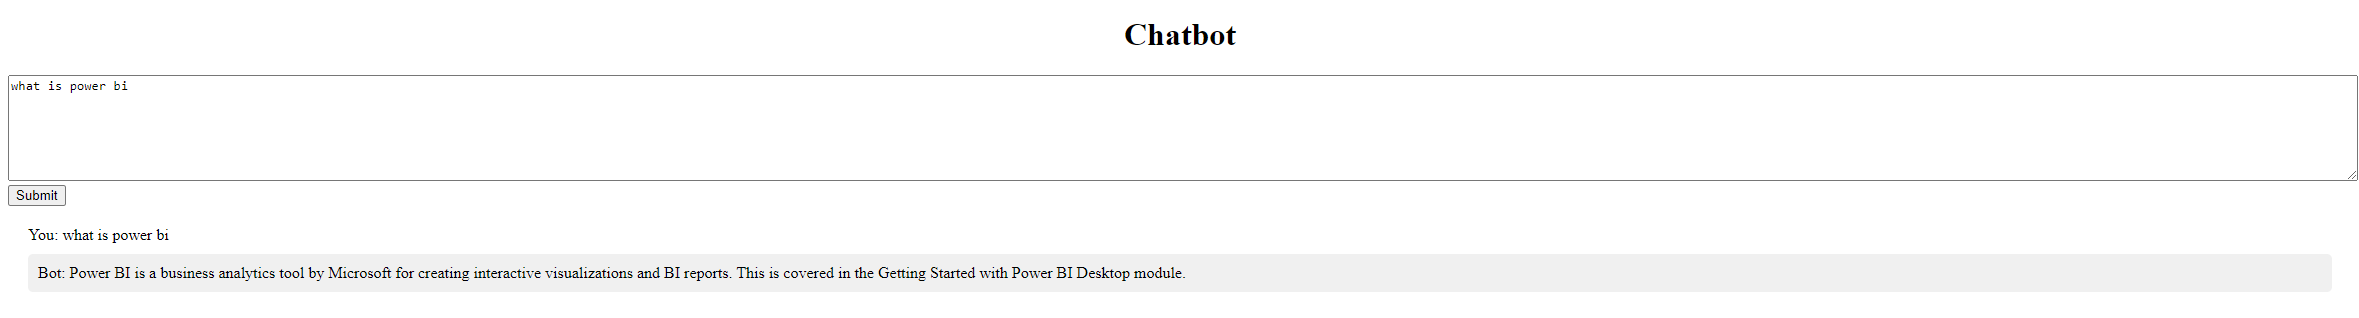 Chatbot
what is power bi
Submit
You: what is power bi
Bot: Power BI is a business analytics tool by Microsoft for creating interactive visualizations and BI reports. This is covered in the Getting Started with Power BI Desktop module.